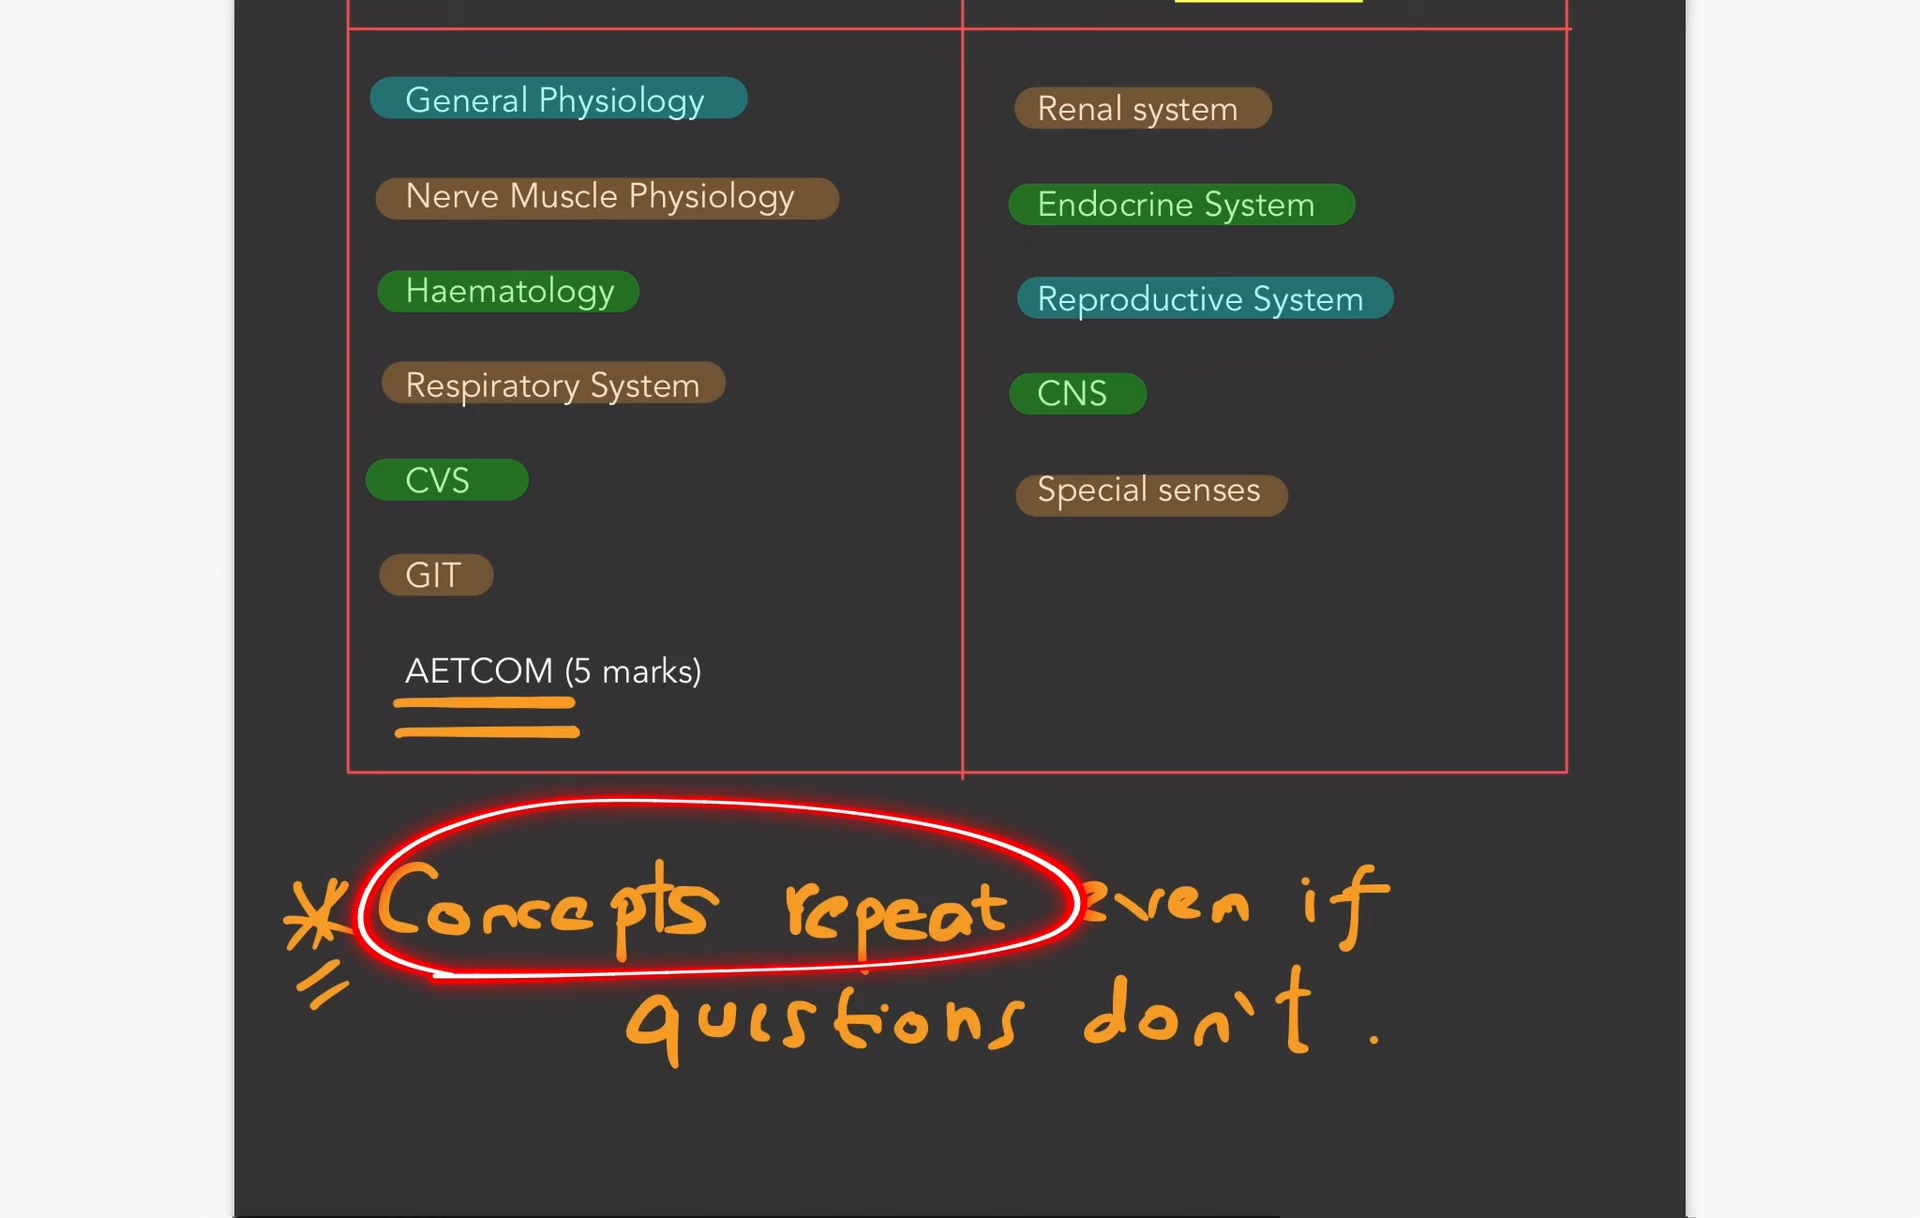 General Physiology
Nerve Muscle Physiology
Haematology
Respiratory System
CVS
GIT
AETCOM (5 marks)
Renal system
Endocrine System
Reproductive System
CNS
Special senses
* Concepts repeat even if
questions don't.